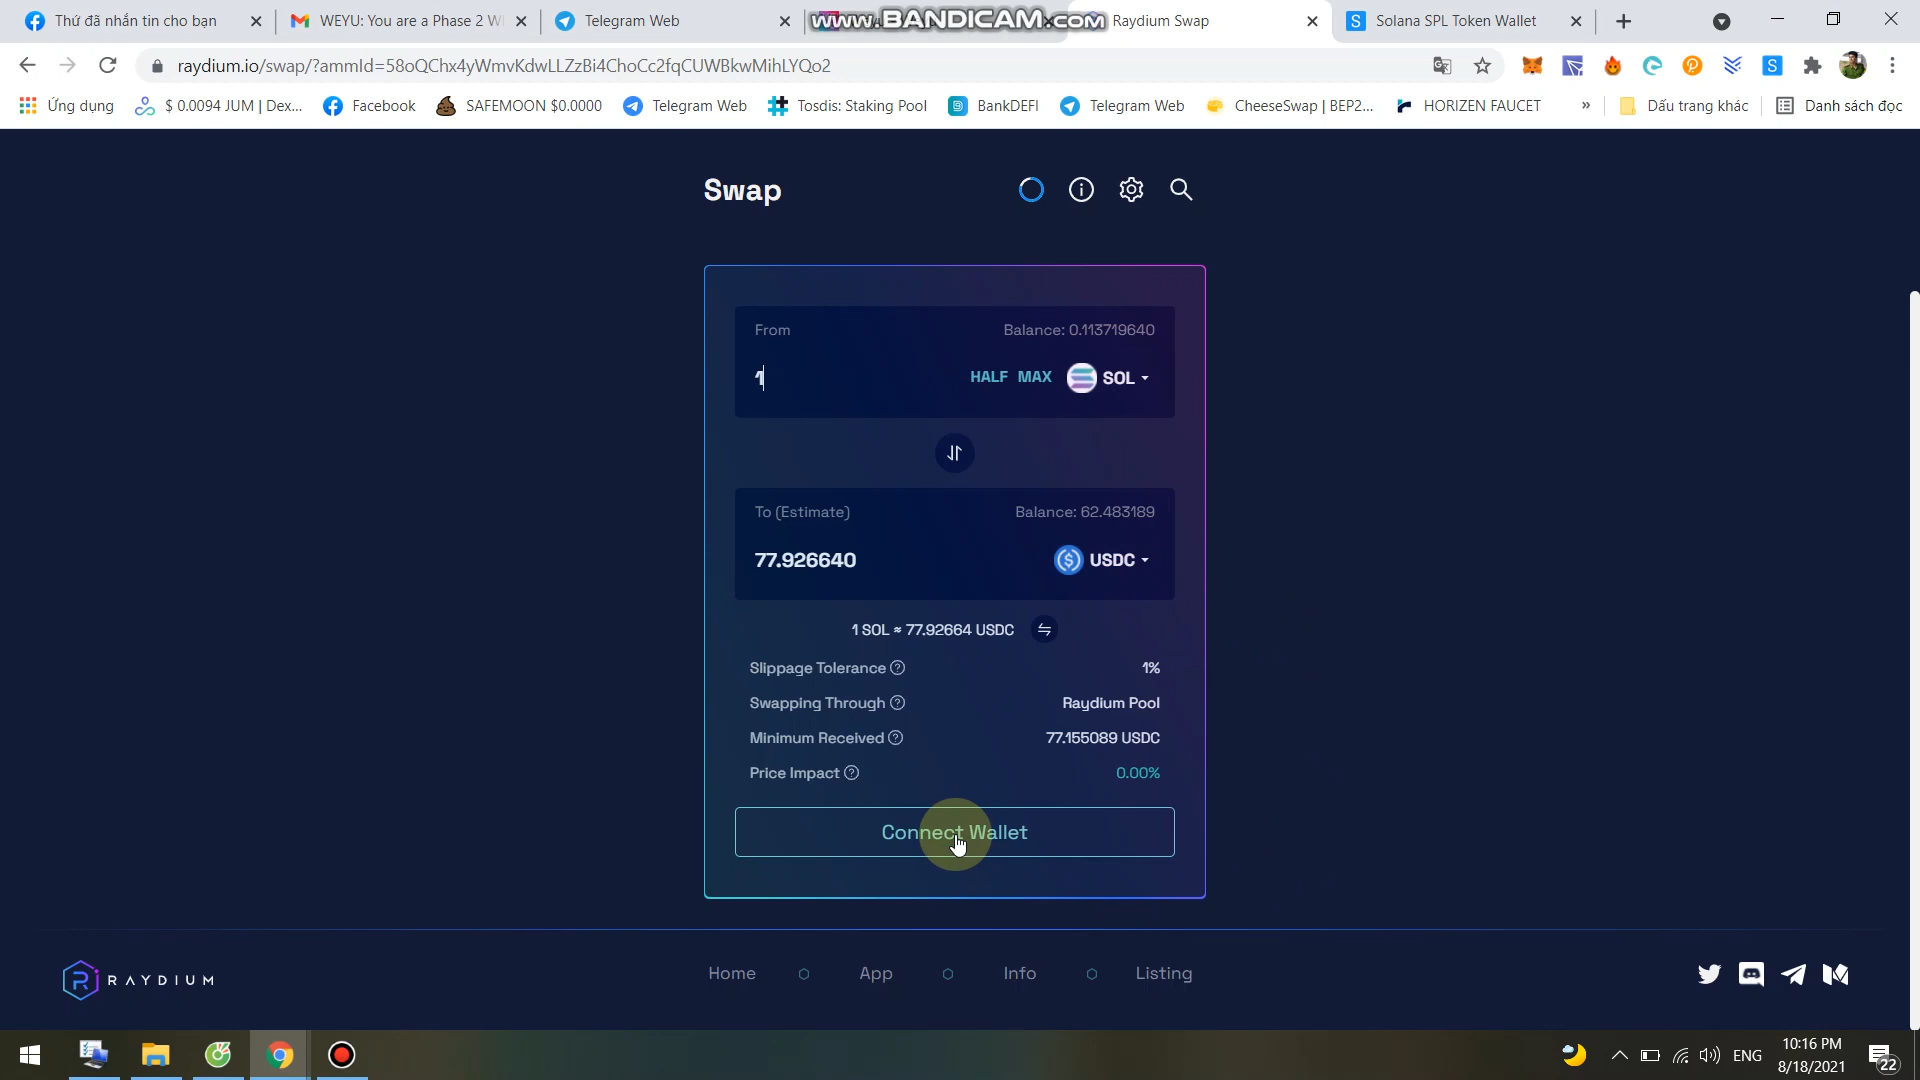 Thứ đã nhắn tin cho bạn
WEYU: You are a Phase 2 W
Telegram Web
www.BANDICAM.com
Raydium Swap
Solana SPL Token Wallet
raydium.io/swap/?ammId=58oQChx4yWmvKdwLLZzBi4ChoCc2fqCUWBkwMihLYQo2
Ứng dụng
$ 0.0094 JUM | Dex...
Facebook
SAFEMOON $0.0000
Telegram Web
Tosdis: Staking Pool
BankDEFI
Telegram Web
CheeseSwap | BEP2...
HORIZEN FAUCET
»
Dấu trang khác
Danh sách đọc
Swap
From
Balance: 0.113719640
1
HALF MAX
SOL
To (Estimate)
Balance: 62.483189
77.926640
USDC
1 SOL ≈ 77.92664 USDC
Slippage Tolerance
1%
Swapping Through
Raydium Pool
Minimum Received
77.155089 USDC
Price Impact
0.00%
Connect Wallet
RAYDIUM
Home
App
Info
Listing
ENG
10:16 PM
8/18/2021
22